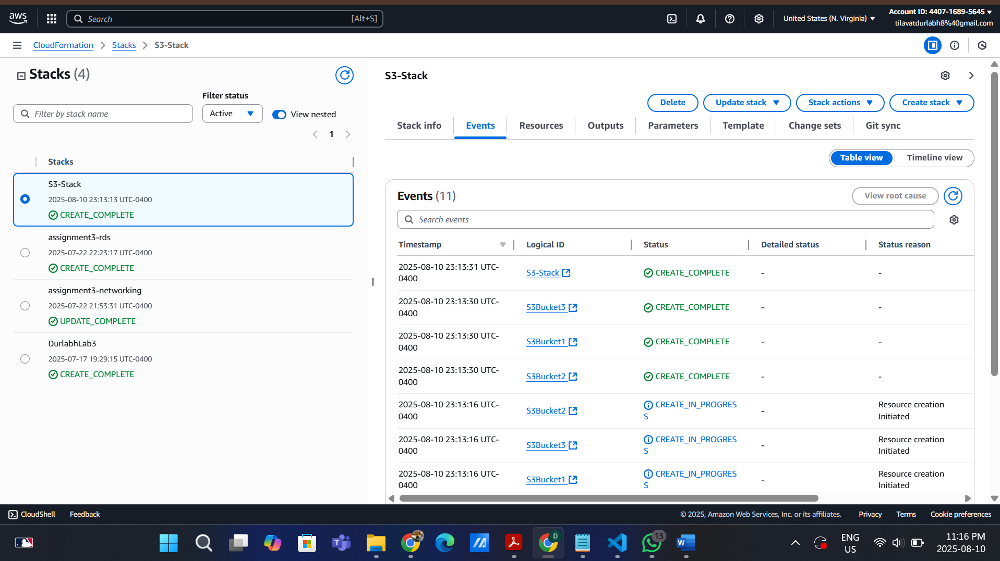 aws
Search
[Alt+S]
United States (N. Virginia)
Account ID: 4407-1689-5645
tilavatdurlabh8%40gmail.com
CloudFormation
Stacks
S3-Stack
Stacks (4)
Filter status
Filter by stack name
Active
View nested
1
Stacks
S3-Stack
2025-08-10 23:13:13 UTC-0400
CREATE_COMPLETE
assignment3-rds
2025-07-22 22:23:17 UTC-0400
CREATE_COMPLETE
assignment3-networking
2025-07-22 21:53:31 UTC-0400
UPDATE_COMPLETE
DurlabhLab3
2025-07-17 19:29:15 UTC-0400
CREATE_COMPLETE
S3-Stack
Delete
Update stack
Stack actions
Create stack
Stack info
Events
Resources
Outputs
Parameters
Template
Change sets
Git sync
Table view
Timeline view
Events (11)
View root cause
Search events
Timestamp
Logical ID
Status
Detailed status
Status reason
2025-08-10 23:13:31 UTC-
0400
S3-Stack
CREATE_COMPLETE
-
-
2025-08-10 23:13:30 UTC-
0400
S3Bucket3
CREATE_COMPLETE
-
-
2025-08-10 23:13:30 UTC-
0400
S3Bucket1
CREATE_COMPLETE
-
-
2025-08-10 23:13:30 UTC-
0400
S3Bucket2
CREATE_COMPLETE
-
-
2025-08-10 23:13:16 UTC-
0400
S3Bucket2
CREATE_IN_PROGRES
S
-
Resource creation
Initiated
2025-08-10 23:13:16 UTC-
0400
S3Bucket3
CREATE_IN_PROGRES
S
-
Resource creation
Initiated
2025-08-10 23:13:16 UTC-
0400
S3Bucket1
CREATE_IN_PROGRES
S
-
Resource creation
Initiated
CloudShell
Feedback
© 2025, Amazon Web Services, Inc. or its affiliates.
Privacy
Terms
Cookie preferences
T
D
13
W
ENG
US
11:16 PM
2025-08-10